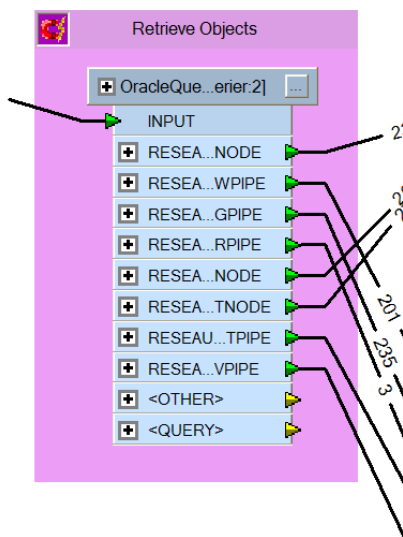 Retrieve Objects
OracleQue...erier:2]
...
INPUT
RESEA...NODE
RESEA...WPIPE
RESEA...GPIPE
RESEA...RPIPE
RESEA...NODE
RESEA...TNODE
RESEAU...TPIPE
RESEA...VPIPE
<OTHER>
<QUERY>
201
235
3